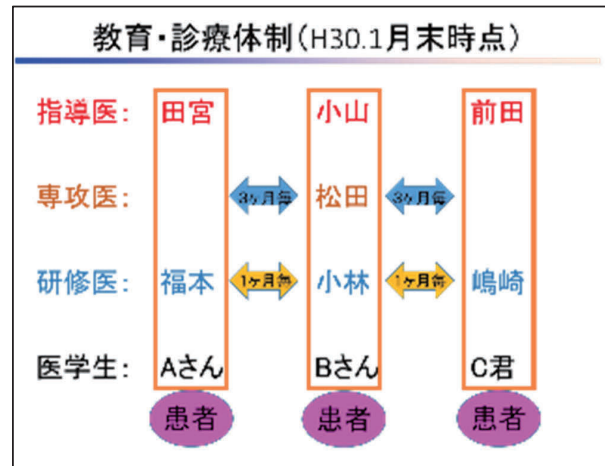 教育・診療体制(H30.1月末時点)
指導医: 田宮 小山 前田
専攻医: 3ヶ月毎 松田 3ヶ月毎
研修医: 福本 1ヶ月毎 小林 1ヶ月毎 嶋崎
医学生: Aさん Bさん C君
患者 患者 患者